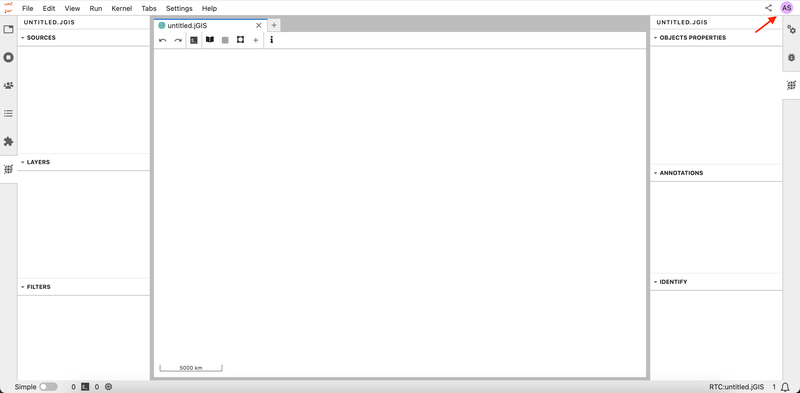 File Edit View Run Kernel Tabs Settings Help
AS
UNTITLED.JGIS
SOURCES
LAYERS
FILTERS
untitled.jGIS
5000 km
UNTITLED.JGIS
OBJECTS PROPERTIES
ANNOTATIONS
IDENTIFY
Simple 0 0 RTC:untitled.jGIS 1